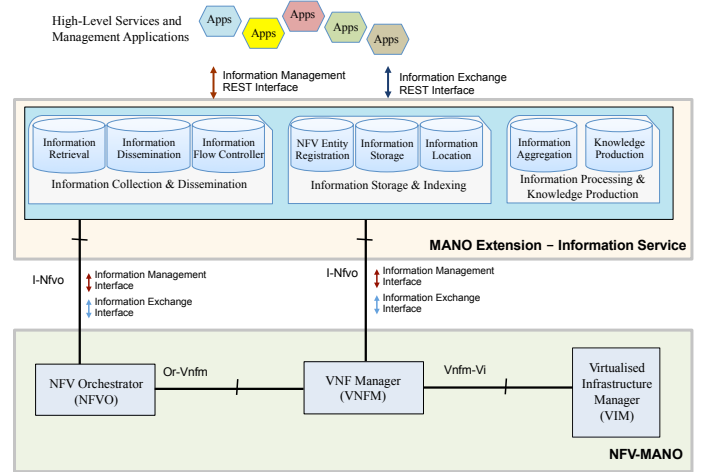 High-Level Services and
Management Applications
Apps
Apps
Apps
Apps
Apps
Information Management
REST Interface
Information Exchange
REST Interface
Information
Retrieval
Information
Dissemination
Information
Flow Controller
Information Collection & Dissemination
NFV Entity
Registration
Information
Storage
Information
Location
Information Storage & Indexing
Information
Aggregation
Knowledge
Production
Information Processing &
Knowledge Production
MANO Extension – Information Service
I-Nfvo
Information Management
Interface
Information Exchange
Interface
I-Nfvo
Information Management
Interface
Information Exchange
Interface
NFV Orchestrator
(NFVO)
Or-Vnfm
VNF Manager
(VNFM)
Vnfm-Vi
Virtualised
Infrastructure
Manager
(VIM)
NFV-MANO